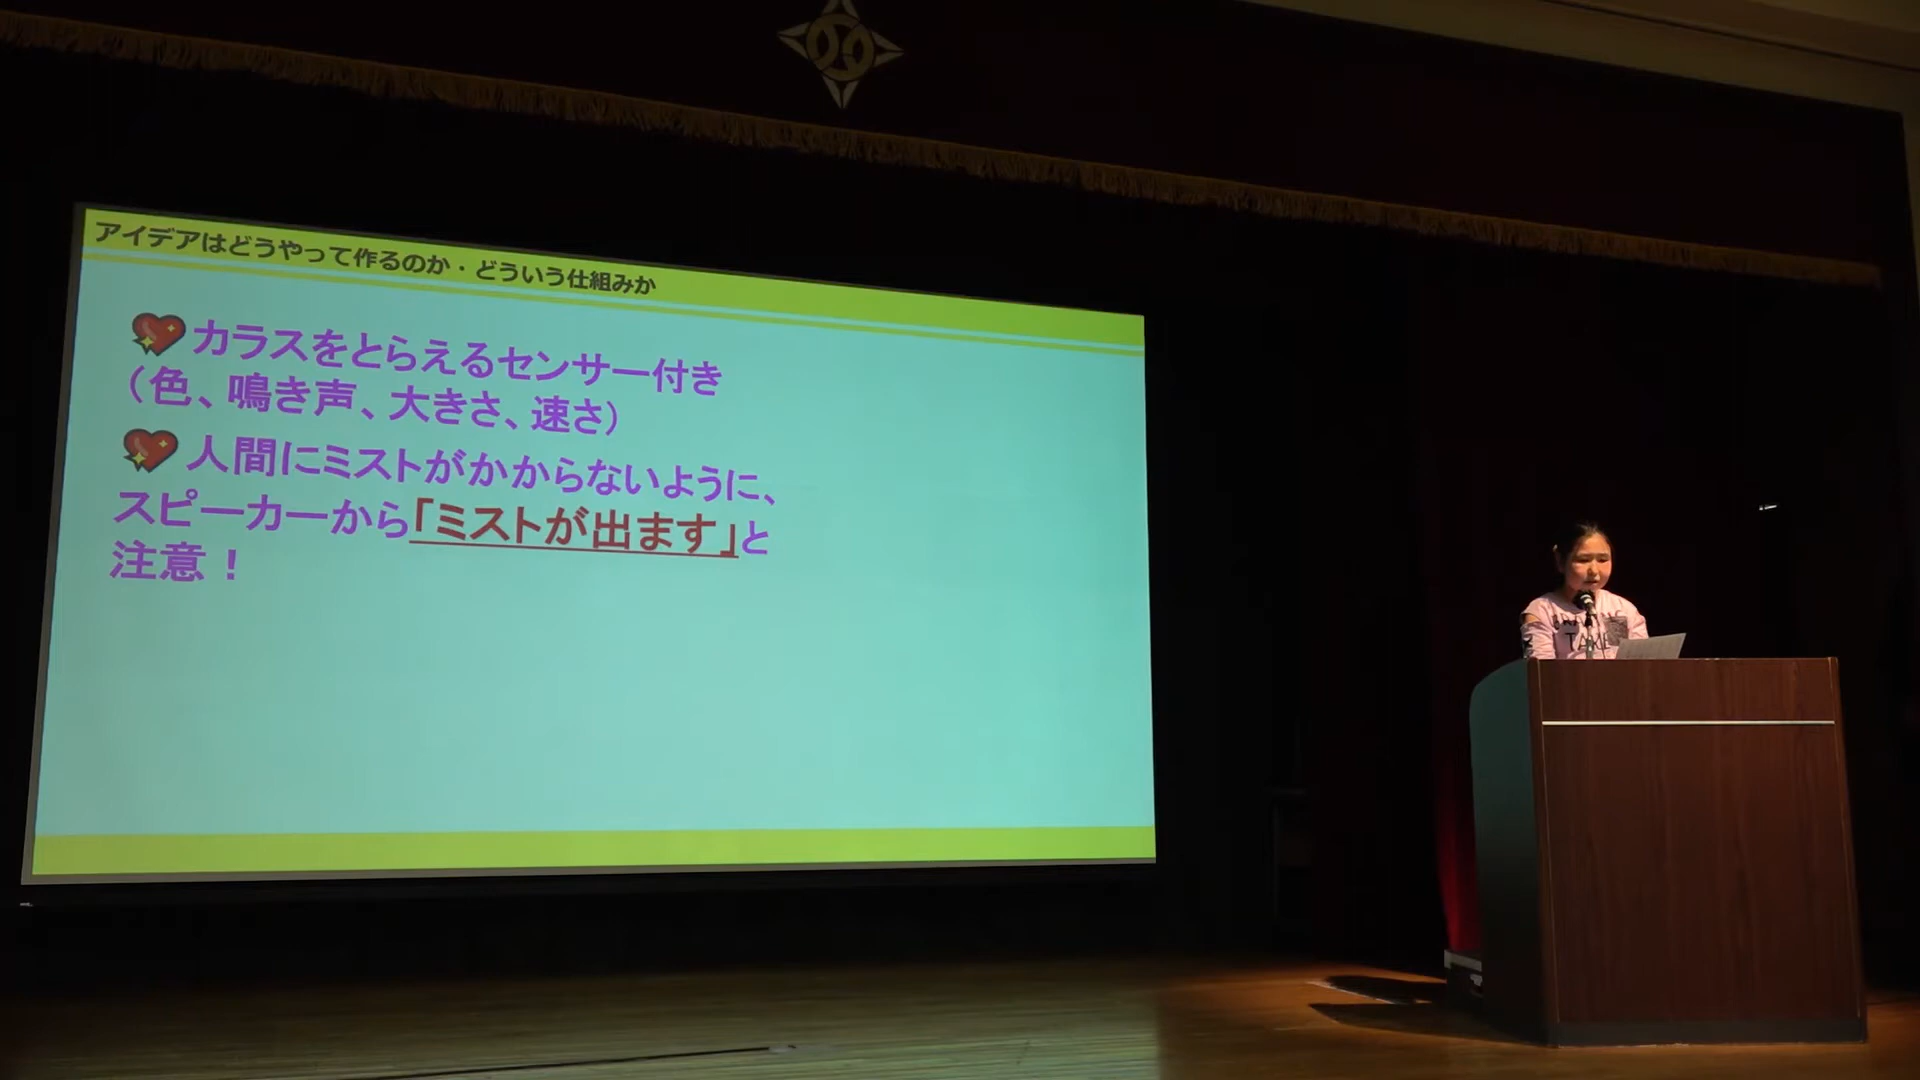 アイデアはどうやって作るのか・どういう仕組みか
カラスをとらえるセンサー付き
（色、鳴き声、大きさ、速さ）
人間にミストがかからないように、
スピーカーから「ミストが出ます」と
注意！
TAKE